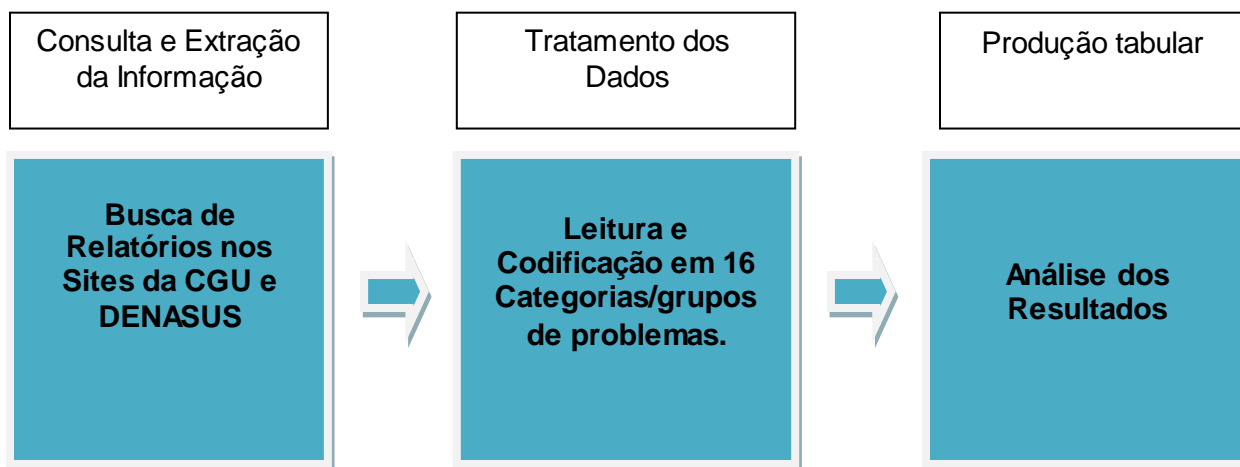 Consulta e Extração
da Informação
Tratamento dos
Dados
Produção tabular
Busca de
Relatórios nos
Sites da CGU e
DENASUS
Leitura e
Codificação em 16
Categorias/grupos
de problemas.
Análise dos
Resultados